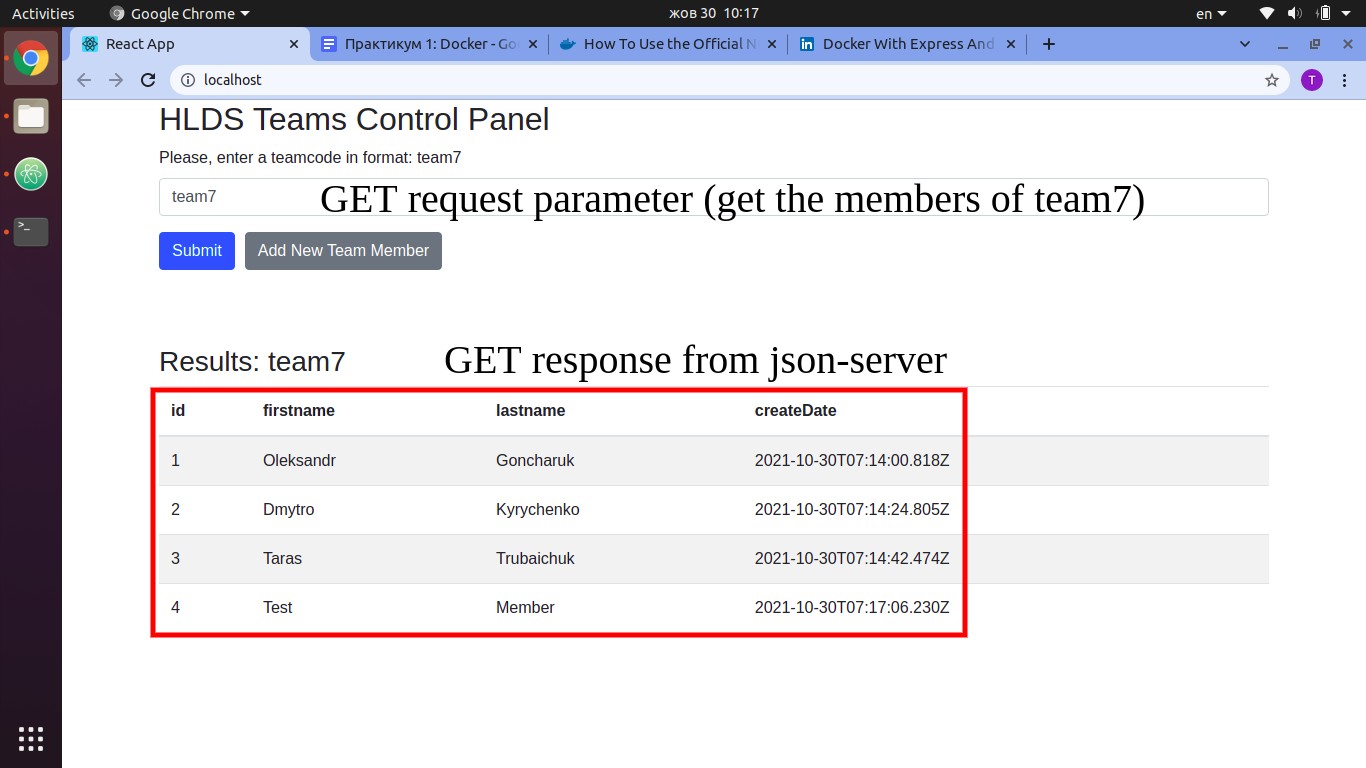 Activities Google Chrome жов 30 10:17 en
React App Практикум 1: Docker - Go How To Use the Official N Docker With Express And
localhost T
HLDS Teams Control Panel
Please, enter a teamcode in format: team7
team7 GET request parameter (get the members of team7)
Submit Add New Team Member
Results: team7 GET response from json-server
id firstname lastname createDate
1 Oleksandr Goncharuk 2021-10-30T07:14:00.818Z
2 Dmytro Kyrychenko 2021-10-30T07:14:24.805Z
3 Taras Trubaichuk 2021-10-30T07:14:42.474Z
4 Test Member 2021-10-30T07:17:06.230Z